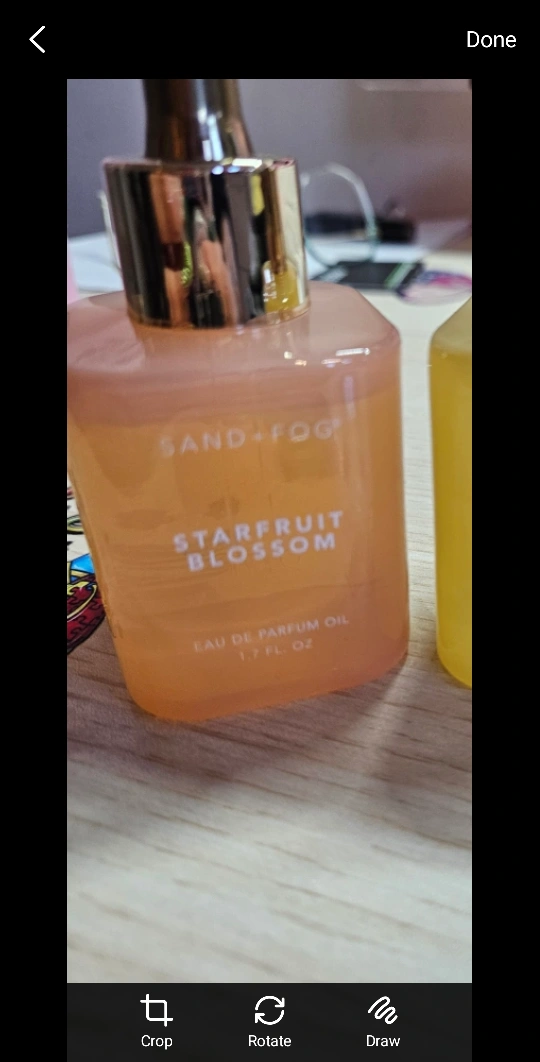 Done
SAND+FOG®
STARFRUIT
BLOSSOM
EAU DE PARFUM OIL
1.7 FL. OZ
Crop
Rotate
Draw